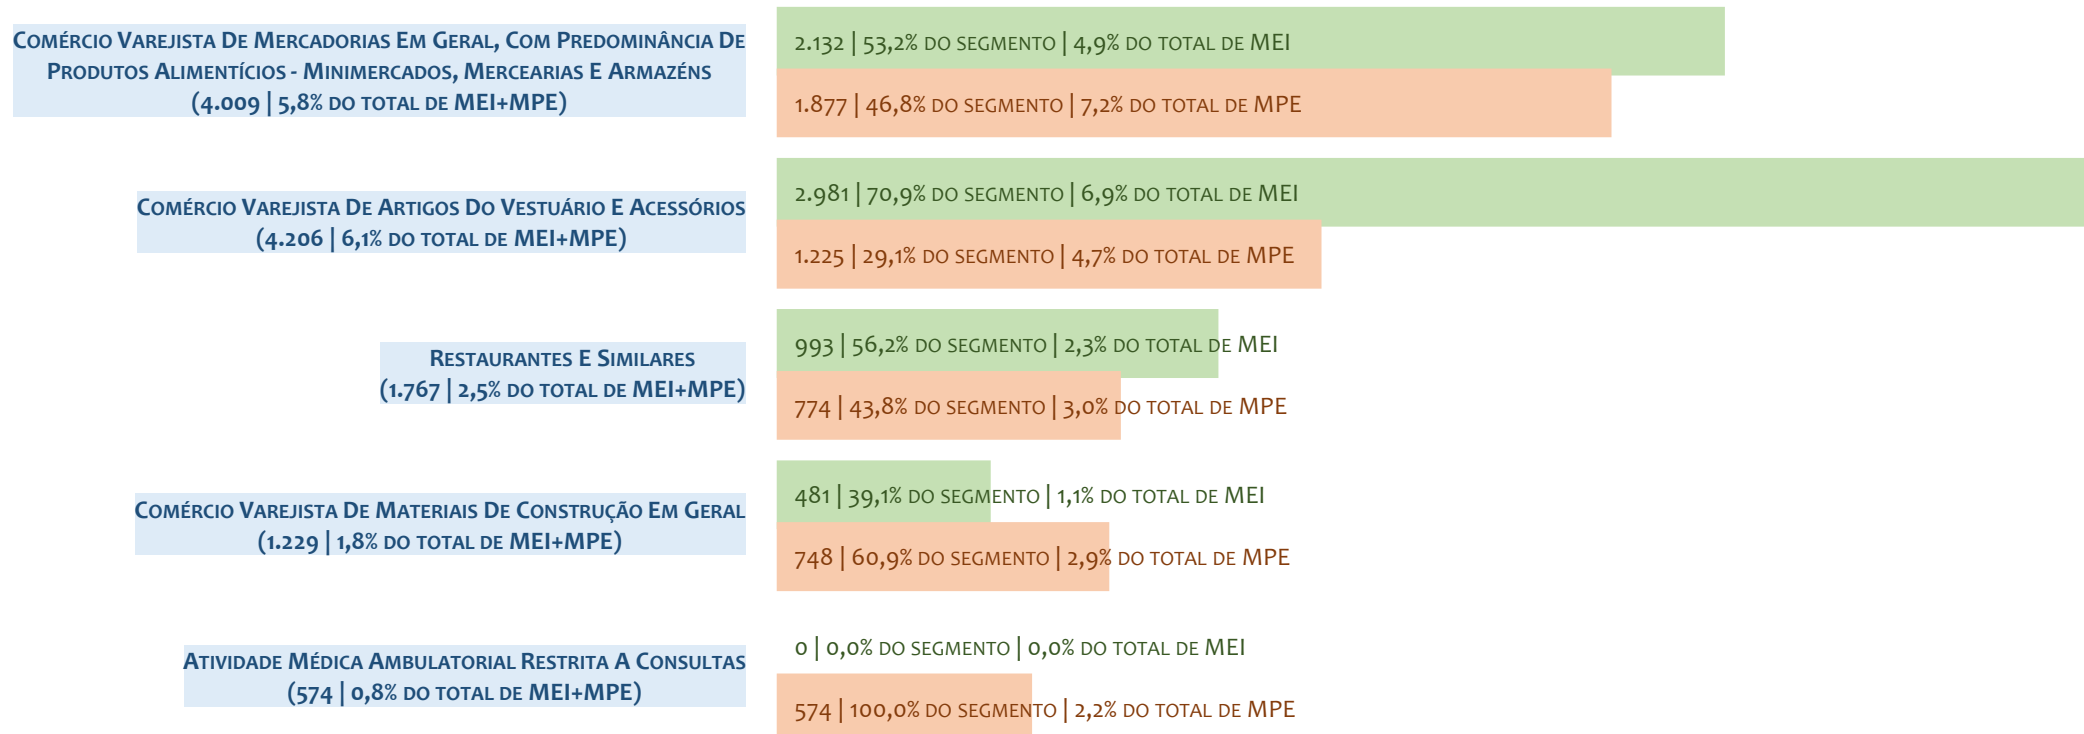 Comércio Varejista De Mercadorias Em Geral, Com Predominância De
Produtos Alimentícios - Minimercados, Mercearias E Armazéns
(4.009 | 5,8% do total de MEI+MPE)
2.132 | 53,2% do segmento | 4,9% do total de MEI
1.877 | 46,8% do segmento | 7,2% do total de MPE
Comércio Varejista De Artigos Do Vestuário E Acessórios
(4.206 | 6,1% do total de MEI+MPE)
2.981 | 70,9% do segmento | 6,9% do total de MEI
1.225 | 29,1% do segmento | 4,7% do total de MPE
Restaurantes E Similares
(1.767 | 2,5% do total de MEI+MPE)
993 | 56,2% do segmento | 2,3% do total de MEI
774 | 43,8% do segmento | 3,0% do total de MPE
Comércio Varejista De Materiais De Construção Em Geral
(1.229 | 1,8% do total de MEI+MPE)
481 | 39,1% do segmento | 1,1% do total de MEI
748 | 60,9% do segmento | 2,9% do total de MPE
Atividade Médica Ambulatorial Restrita A Consultas
(574 | 0,8% do total de MEI+MPE)
0 | 0,0% do segmento | 0,0% do total de MEI
574 | 100,0% do segmento | 2,2% do total de MPE